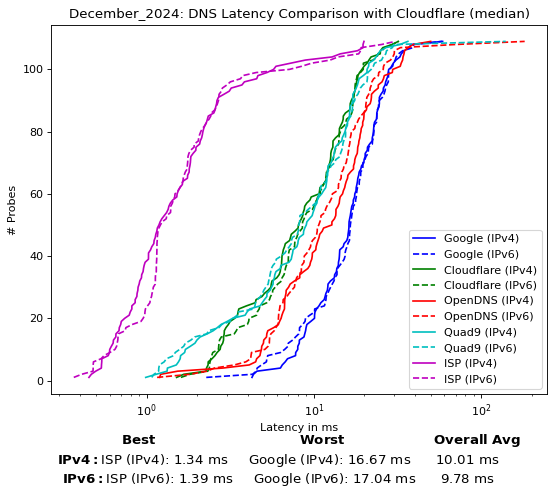 December_2024: DNS Latency Comparison with Cloudflare (median)
# Probes
100
80
60
40
20
0
Google (IPv4)
Google (IPv6)
Cloudflare (IPv4)
Cloudflare (IPv6)
OpenDNS (IPv4)
OpenDNS (IPv6)
Quad9 (IPv4)
Quad9 (IPv6)
ISP (IPv4)
ISP (IPv6)
10⁰ 10¹ 10²
Latency in ms
Best Worst Overall Avg
IPv4: ISP (IPv4): 1.34 ms Google (IPv4): 16.67 ms 10.01 ms
IPv6: ISP (IPv6): 1.39 ms Google (IPv6): 17.04 ms 9.78 ms